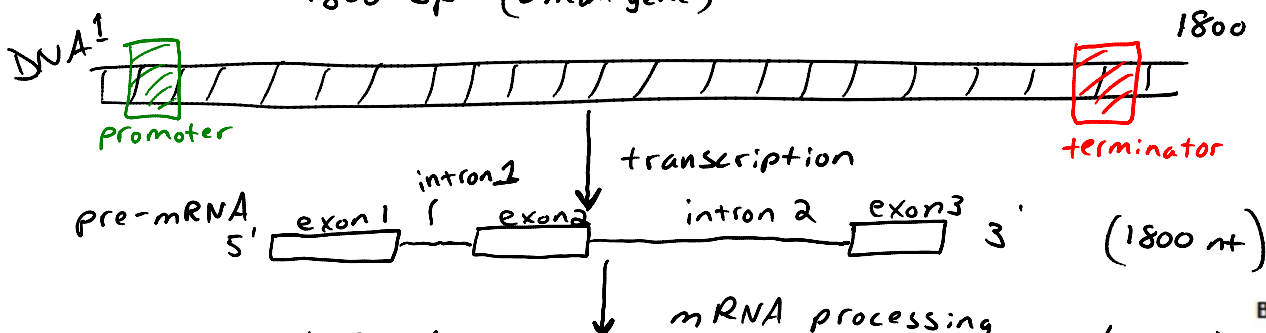 DNA 1 1800
promoter
terminator
transcription
intron 1
pre-mRNA 5' exon 1 exon2 intron 2 exon3 3' (1800 nt)
mRNA processing